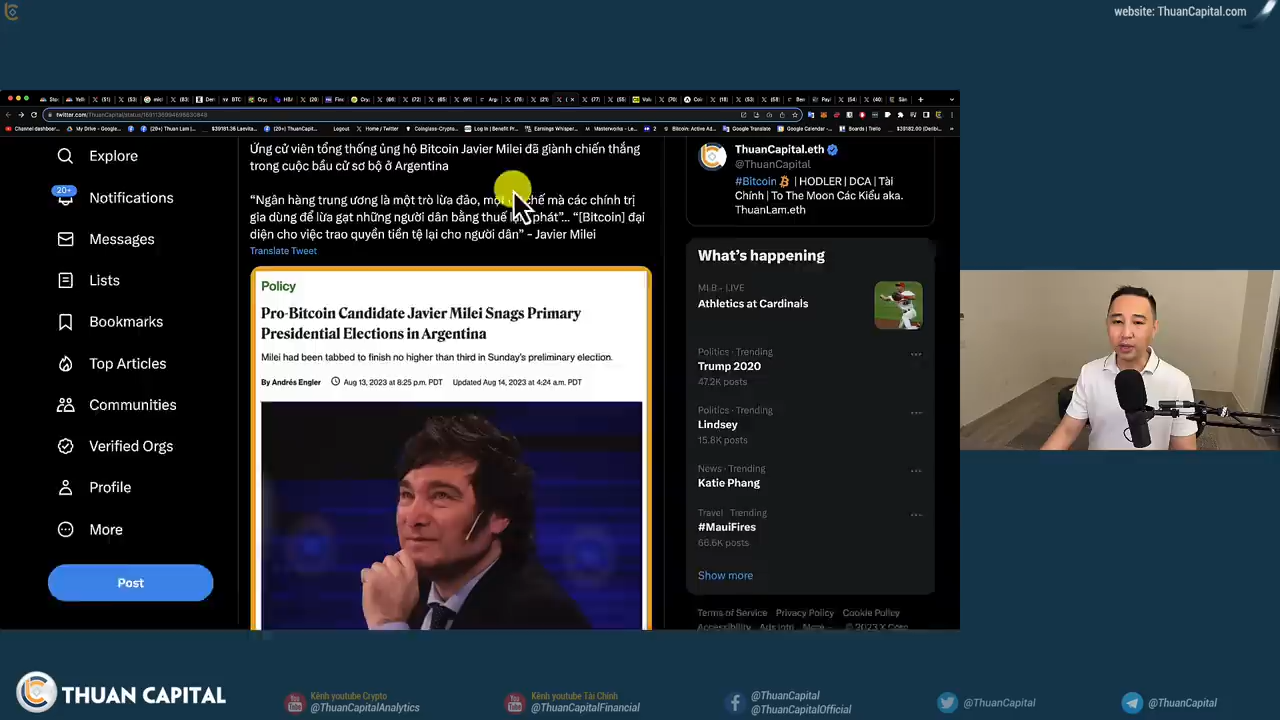 website: ThuanCapital.com
twitter.com/ThuanCapital/status/1691136994696630848
Explore
20+
Notifications
Messages
Lists
Bookmarks
Top Articles
Communities
Verified Orgs
Profile
More
Post
Ứng cử viên tổng thống ủng hộ Bitcoin Javier Milei đã giành chiến thắng
trong cuộc bầu cử sơ bộ ở Argentina
“Ngân hàng trung ương là một trò lừa đảo, mà các chính trị
gia dùng để lừa gạt những người dân bằng thuế phát”... “[Bitcoin] đại
diện cho việc trao quyền tiền tệ lại cho người dân” - Javier Milei
Translate Tweet
Policy
Pro-Bitcoin Candidate Javier Milei Snags Primary
Presidential Elections in Argentina
Milei had been tabbed to finish no higher than third in Sunday's preliminary election.
By Andrés Engler Aug 13, 2023 at 8:25 p.m. PDT Updated Aug 14, 2023 at 4:24 a.m. PDT
ThuanCapital.eth
@ThuanCapital
#Bitcoin | HODLER | DCA | Tài
Chính | To The Moon Các Kiểu aka.
ThuanLam.eth
What's happening
MLB · LIVE
Athletics at Cardinals
Politics · Trending
Trump 2020
47.2K posts
Politics · Trending
Lindsey
15.8K posts
News · Trending
Katie Phang
Travel · Trending
#MauiFires
66.6K posts
Show more
Terms of Service Privacy Policy Cookie Policy
Accessibility Ads info More ... © 2023 X Corp.
THUAN CAPITAL
Kênh youtube Crypto
@ThuanCapitalAnalytics
Kênh youtube Tài Chính
@ThuanCapitalFinancial
@ThuanCapital
@ThuanCapitalOfficial
@ThuanCapital
@ThuanCapital